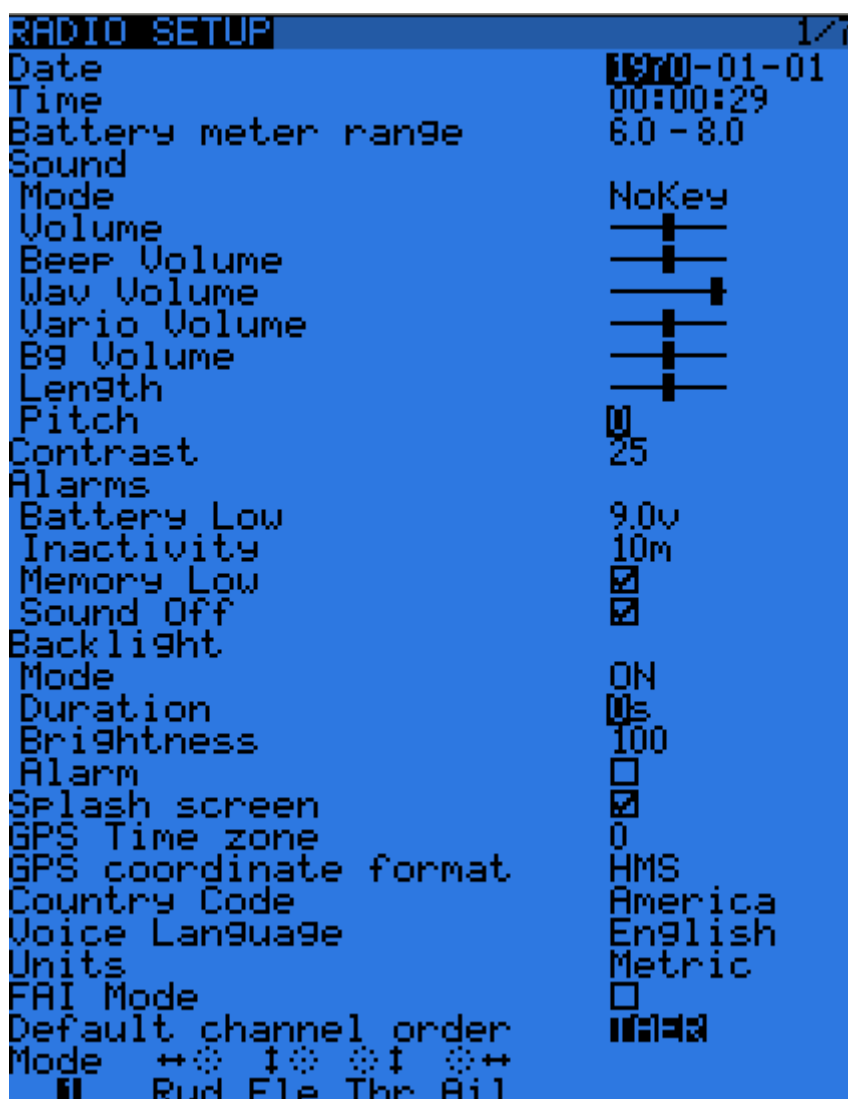 RADIO SETUP 1/7
Date 1970-01-01
Time 00:00:29
Battery meter range 6.0 - 8.0
Sound
Mode NoKey
Volume
Beep Volume
Wav Volume
Vario Volume
Bg Volume
Length
Pitch 0
Contrast 25
Alarms
Battery Low 9.0v
Inactivity 10m
Memory Low
Sound Off
Backlight
Mode ON
Duration 0s
Brightness 100
Alarm
Splash screen
GPS Time zone 0
GPS coordinate format HMS
Country Code America
Voice Language English
Units Metric
FAI Mode
Default channel order TAER
Mode
1 Rud Ele Thr Ail